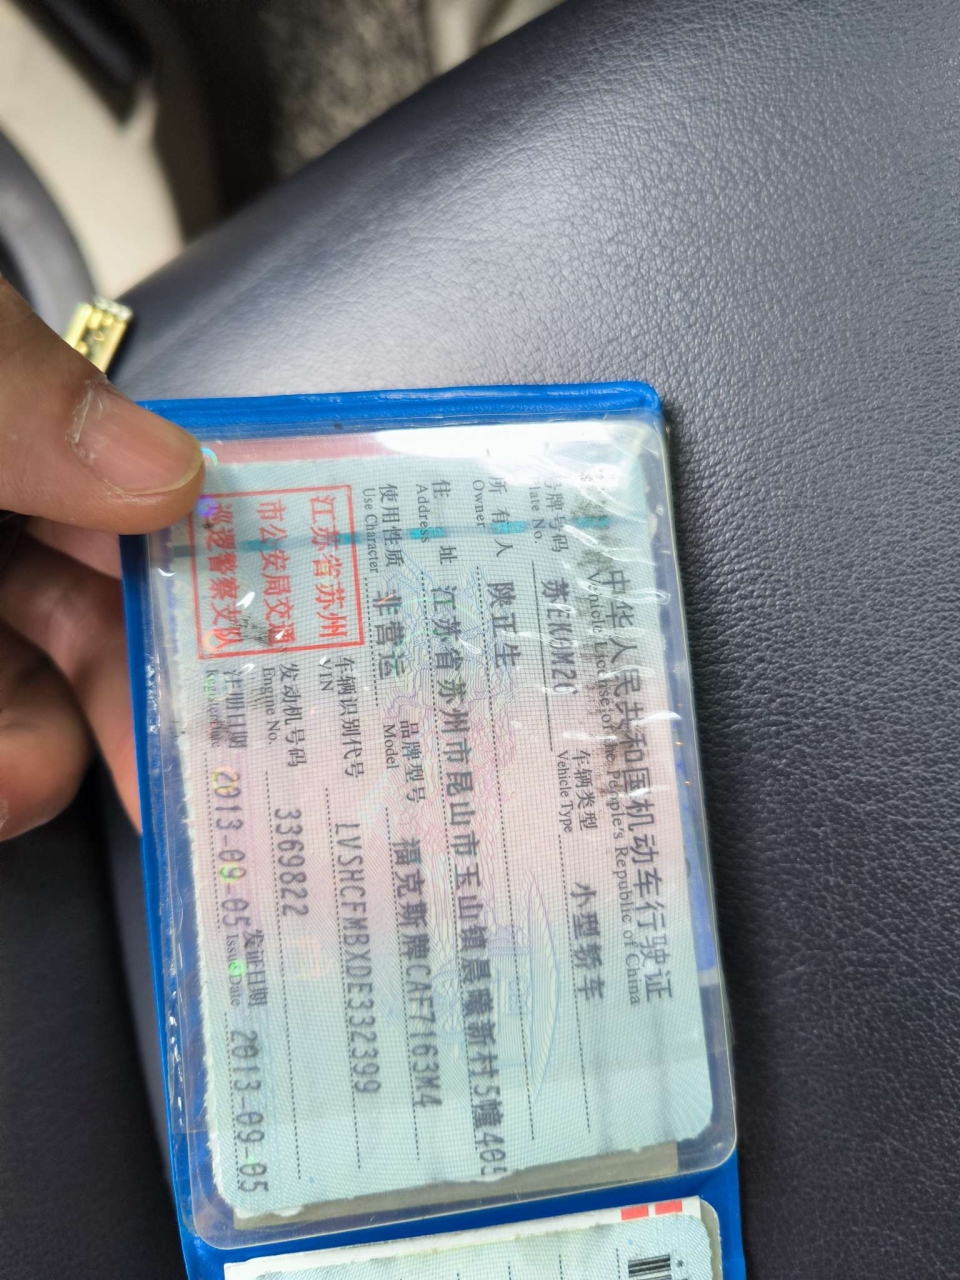 中华人民共和国机动车行驶证
Vehicle License of the People's Republic of China
号牌号码 车辆类型 小型轿车
Plate No. Vehicle Type
所有人 陕正生
Owner
住址 江苏省苏州市昆山市玉山镇晨曦新村5幢405
Address
使用性质 非营运 品牌型号 福克斯牌CAF7163M4
Use Character Model
江苏省苏州
市公安局交通
巡逻警察支队
车辆识别代号 LVSHCFMBXDE332399
VIN
发动机号码 3369822
Engine No.
注册日期 2013-09-05 发证日期 2013-09-05
Issue Date